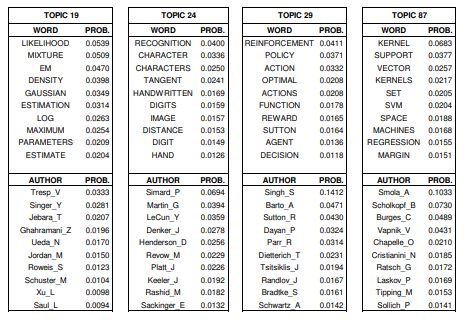 TOPIC 19
WORD PROB.
LIKELIHOOD 0.0539
MIXTURE 0.0509
EM 0.0470
DENSITY 0.0398
GAUSSIAN 0.0349
ESTIMATION 0.0314
LOG 0.0263
MAXIMUM 0.0254
PARAMETERS 0.0209
ESTIMATE 0.0204
AUTHOR PROB.
Tresp_V 0.0333
Singer_Y 0.0281
Jebara_T 0.0207
Ghahramani_Z 0.0196
Ueda_N 0.0170
Jordan_M 0.0150
Roweis_S 0.0123
Schuster_M 0.0104
Xu_L 0.0098
Saul_L 0.0094
TOPIC 24
WORD PROB.
RECOGNITION 0.0400
CHARACTER 0.0336
CHARACTERS 0.0250
TANGENT 0.0241
HANDWRITTEN 0.0169
DIGITS 0.0159
IMAGE 0.0157
DISTANCE 0.0153
DIGIT 0.0149
HAND 0.0126
AUTHOR PROB.
Simard_P 0.0694
Martin_G 0.0394
LeCun_Y 0.0359
Denker_J 0.0278
Henderson_D 0.0256
Revow_M 0.0229
Platt_J 0.0226
Keeler_J 0.0192
Rashid_M 0.0182
Sackinger_E 0.0132
TOPIC 29
WORD PROB.
REINFORCEMENT 0.0411
POLICY 0.0371
ACTION 0.0332
OPTIMAL 0.0208
ACTIONS 0.0208
FUNCTION 0.0178
REWARD 0.0165
SUTTON 0.0164
AGENT 0.0136
DECISION 0.0118
AUTHOR PROB.
Singh_S 0.1412
Barto_A 0.0471
Sutton_R 0.0430
Dayan_P 0.0324
Parr_R 0.0314
Dietterich_T 0.0231
Tsitsiklis_J 0.0194
Randlov_J 0.0167
Bradtke_S 0.0161
Schwartz_A 0.0142
TOPIC 87
WORD PROB.
KERNEL 0.0683
SUPPORT 0.0377
VECTOR 0.0257
KERNELS 0.0217
SET 0.0205
SVM 0.0204
SPACE 0.0188
MACHINES 0.0168
REGRESSION 0.0155
MARGIN 0.0151
AUTHOR PROB.
Smola_A 0.1033
Scholkopf_B 0.0730
Burges_C 0.0489
Vapnik_V 0.0431
Chapelle_O 0.0210
Cristianini_N 0.0185
Ratsch_G 0.0172
Laskov_P 0.0169
Tipping_M 0.0153
Sollich_P 0.0141